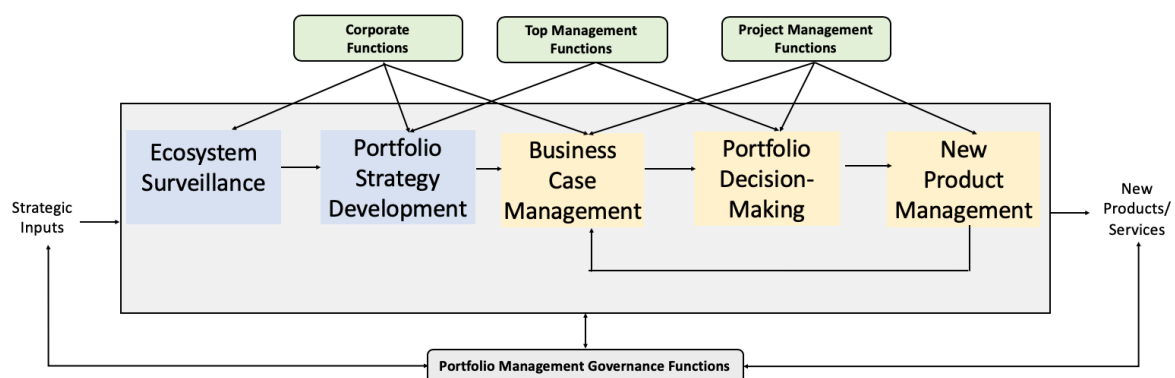 Corporate
Functions
Top Management
Functions
Project Management
Functions
Ecosystem
Surveillance
Portfolio
Strategy
Development
Business
Case
Management
Portfolio
Decision-
Making
New
Product
Management
Strategic
Inputs
New
Products/
Services
Portfolio Management Governance Functions